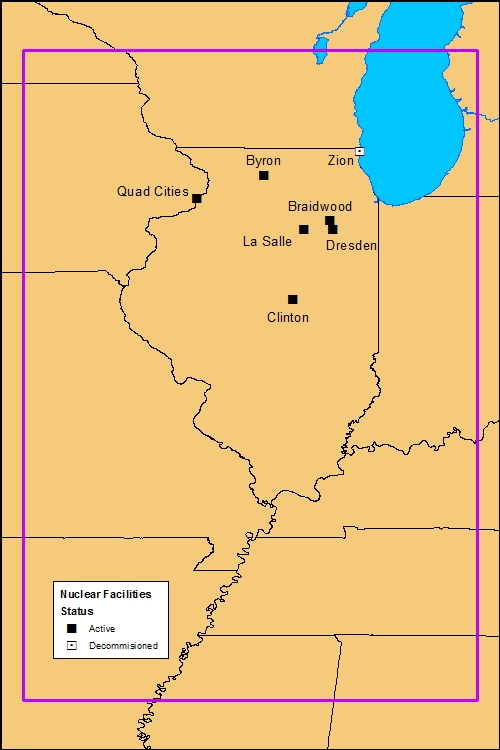 Byron
Zion
Quad Cities
Braidwood
La Salle
Dresden
Clinton
Nuclear Facilities
Status
Active
Decommisioned